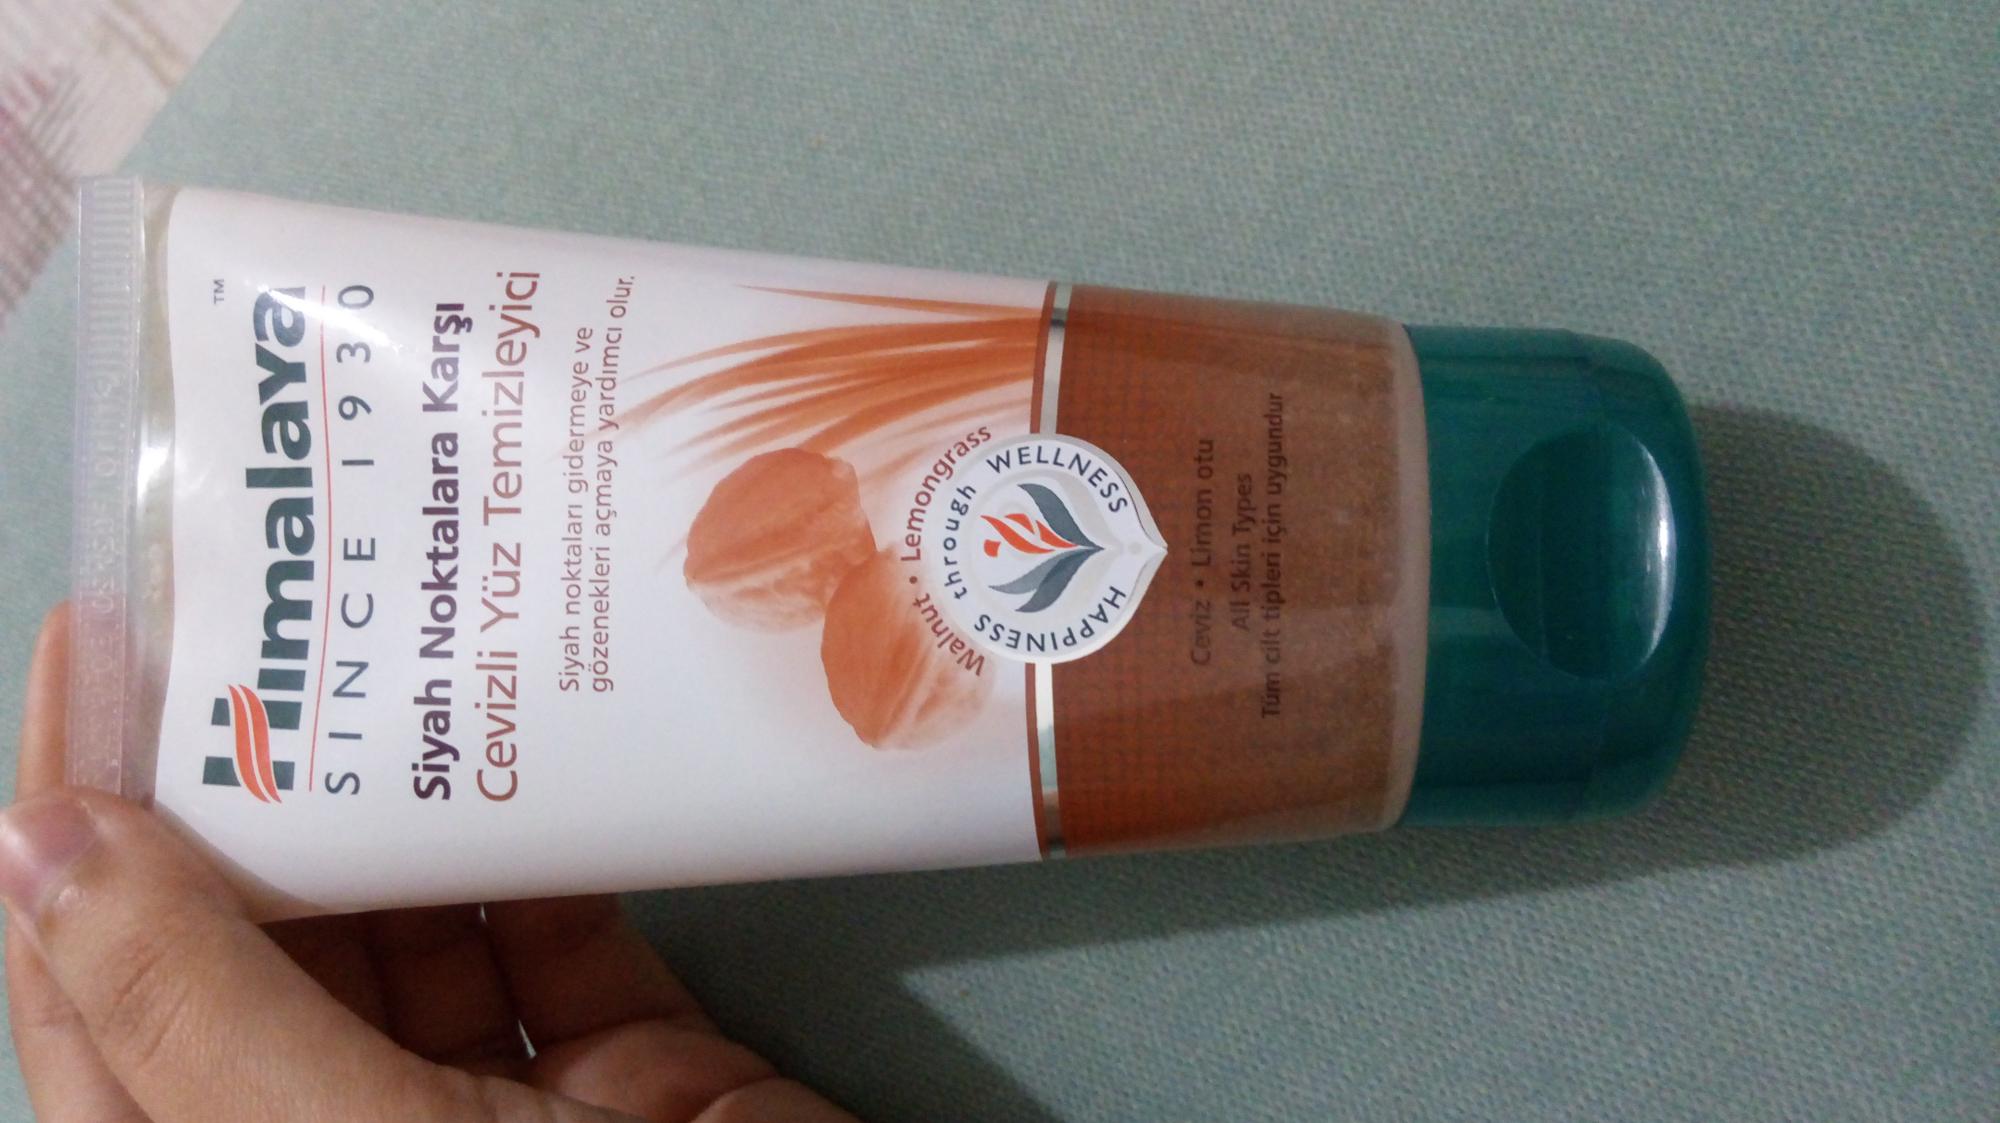 Himalaya™
SINCE 1930
Siyah Noktalara Karşı
Cevizli Yüz Temizleyici
Siyah noktaları gidermeye ve
gözenekleri açmaya yardımcı olur.
Walnut • Lemongrass
HAPPINESS through WELLNESS
Ceviz • Limon otu
All Skin Types
Tüm cilt tipleri için uygundur